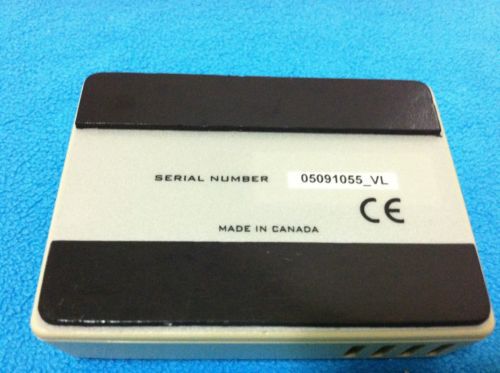 SERIAL NUMBER 05091055_VL
CE
MADE IN CANADA